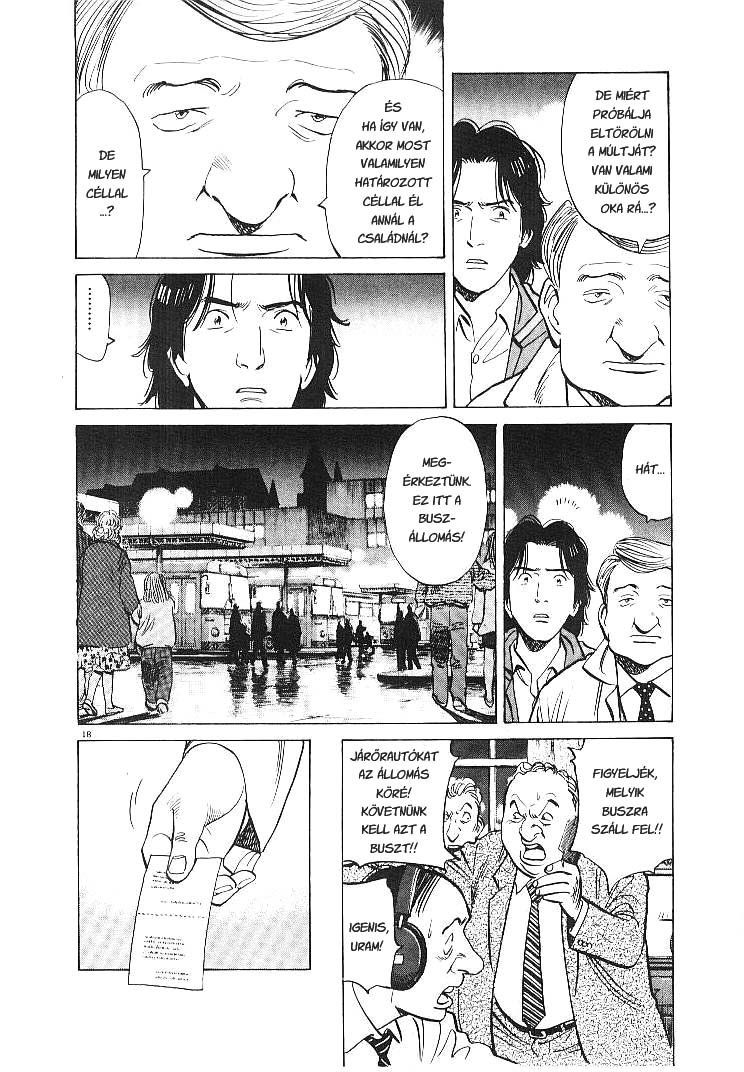 DE MIÉRT
PRÓBÁLJA
ELTÖRÖLNI
A MÚLTJÁT?
VAN VALAMI
KÜLÖNÖS
OKA RÁ...?
ÉS
HA ÍGY VAN,
AKKOR MOST
VALAMILYEN
HATÁROZOTT
CÉLLAL ÉL
ANNÁL A
CSALÁDNÁL?
DE
MILYEN
CÉLLAL
...?
.........
HÁT...
MEG-
ÉRKEZTÜNK.
EZ ITT A
BUSZ-
ÁLLOMÁS!
18
FIGYELJÉK,
MELYIK
BUSZRA
SZÁLL FEL!!
JÁRŐRAUTÓKAT
AZ ÁLLOMÁS
KÖRÉ!
KÖVETNÜNK
KELL AZT A
BUSZT!!
IGENIS,
URAM!